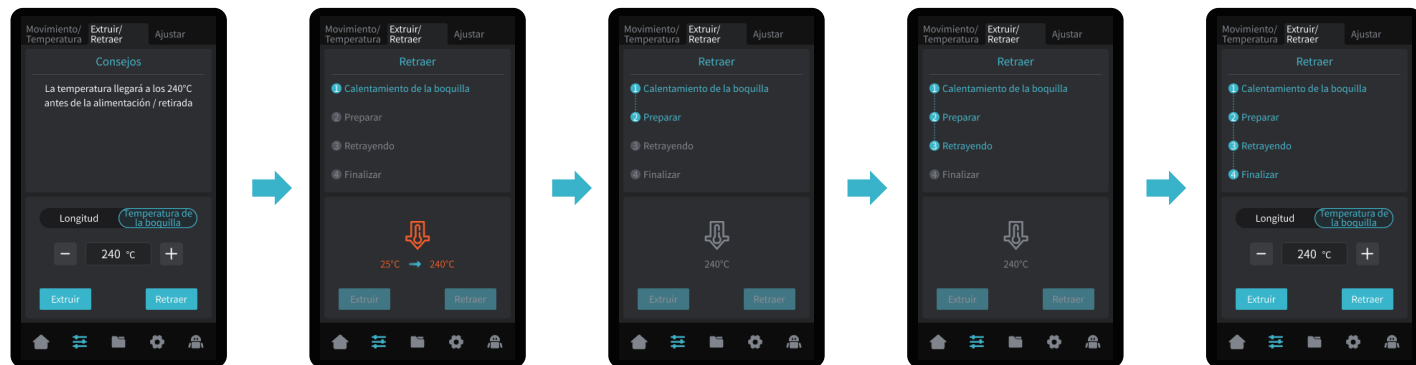 Movimiento/ Extruir/ Ajustar
Temperatura Retraer
Consejos
La temperatura llegará a los 240°C
antes de la alimentación / retirada
Longitud Temperatura de
la boquilla
− 240 °C +
Extruir Retraer
Movimiento/ Extruir/ Ajustar
Temperatura Retraer
Retraer
1 Calentamiento de la boquilla
2 Preparar
3 Retrayendo
4 Finalizar
25°C 240°C
Extruir Retraer
Movimiento/ Extruir/ Ajustar
Temperatura Retraer
Retraer
1 Calentamiento de la boquilla
2 Preparar
3 Retrayendo
4 Finalizar
240°C
Extruir Retraer
Movimiento/ Extruir/ Ajustar
Temperatura Retraer
Retraer
1 Calentamiento de la boquilla
2 Preparar
3 Retrayendo
4 Finalizar
240°C
Extruir Retraer
Movimiento/ Extruir/ Ajustar
Temperatura Retraer
Retraer
1 Calentamiento de la boquilla
2 Preparar
3 Retrayendo
4 Finalizar
Longitud Temperatura de
la boquilla
− 240 °C +
Extruir Retraer